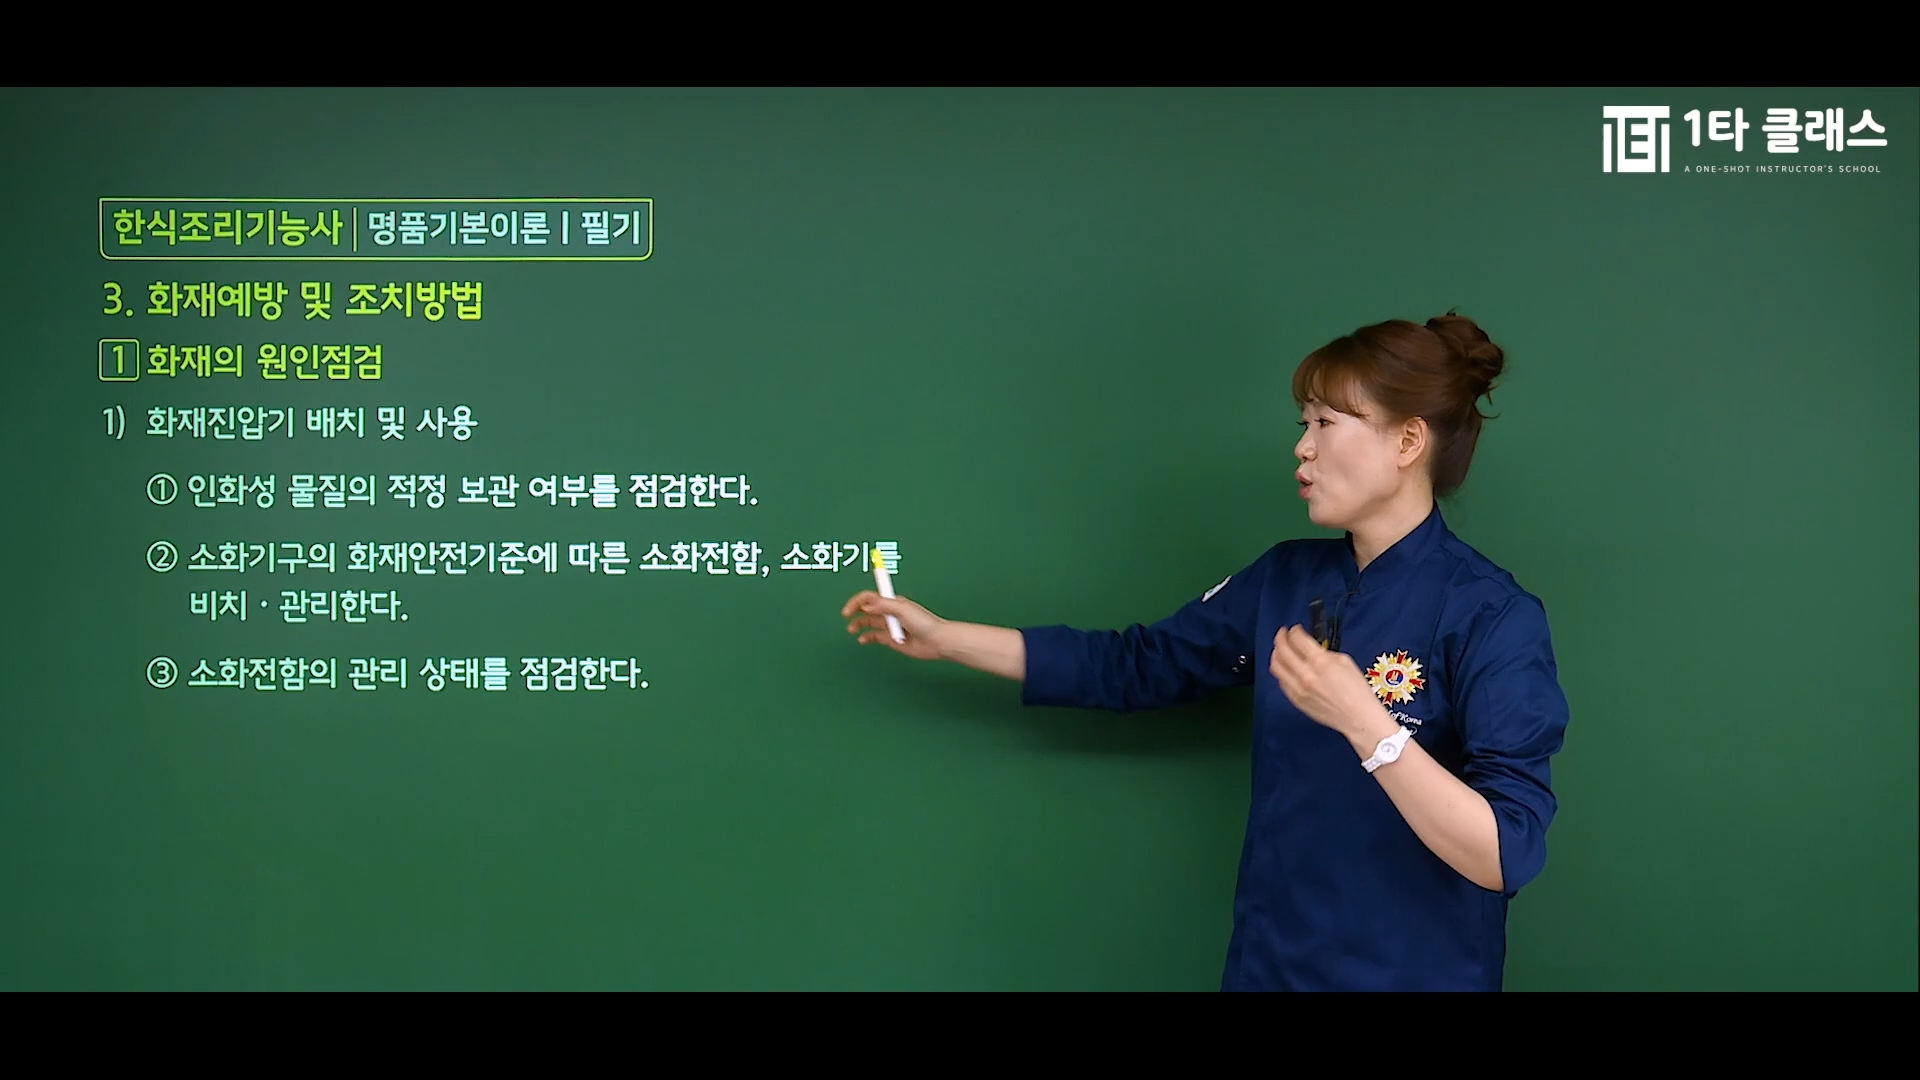 1타 클래스
A ONE-SHOT INSTRUCTOR'S SCHOOL
한식조리기능사 | 명품기본이론 | 필기
3. 화재예방 및 조치방법
1 화재의 원인점검
1) 화재진압기 배치 및 사용
① 인화성 물질의 적정 보관 여부를 점검한다.
② 소화기구의 화재안전기준에 따른 소화전함, 소화기를
비치 · 관리한다.
③ 소화전함의 관리 상태를 점검한다.
of Korea